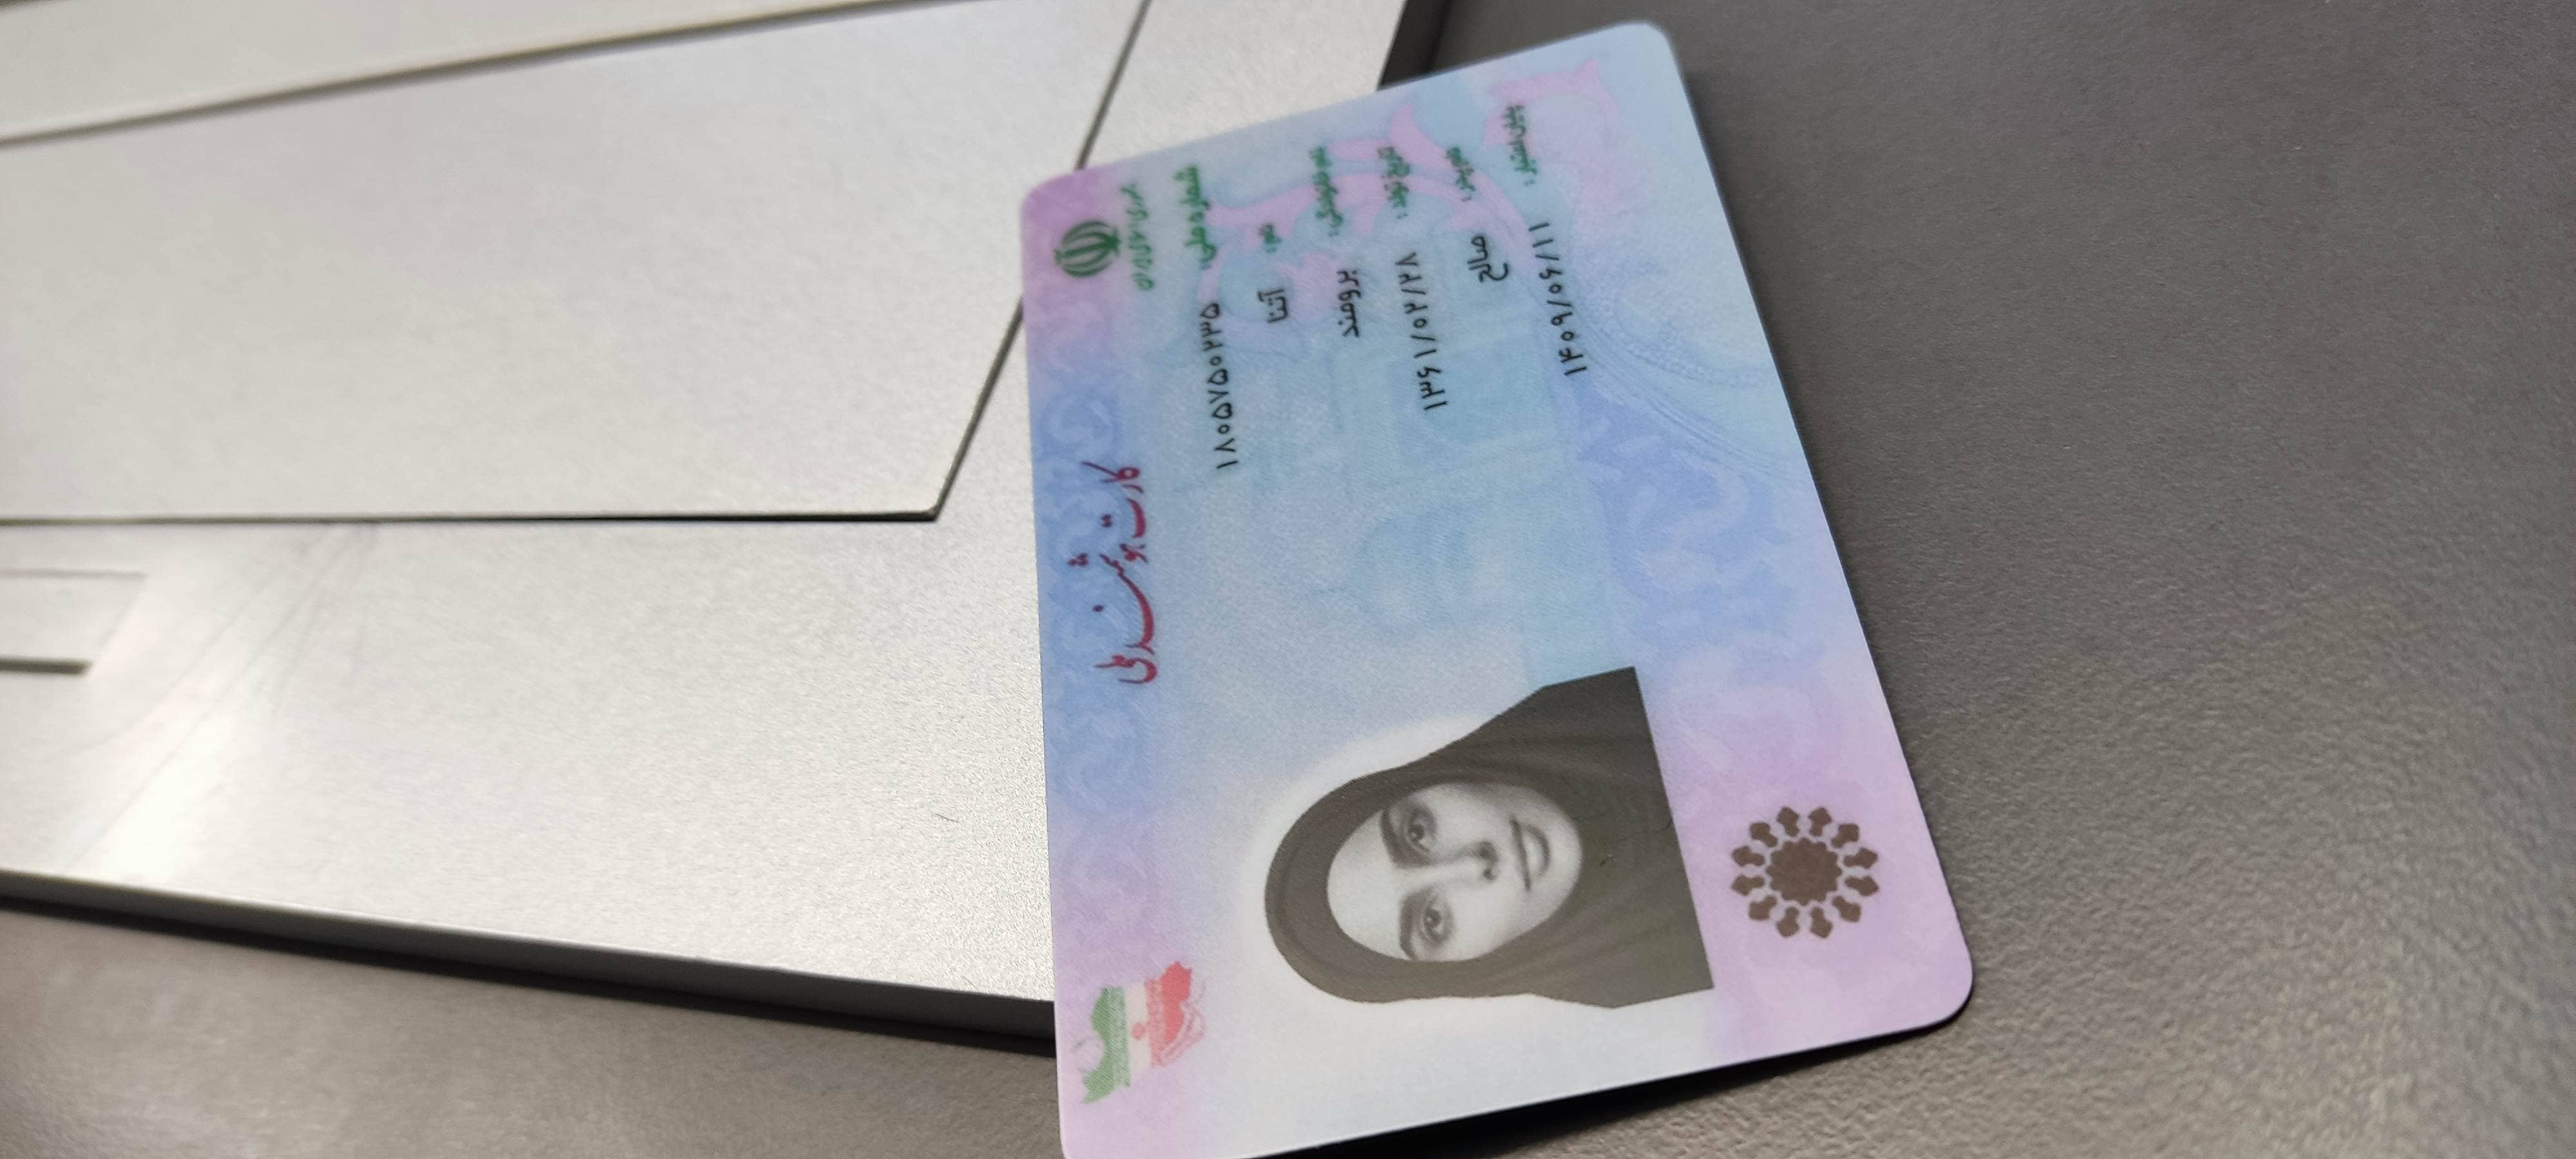 جمهوری اسلامی ایران
کارت هوشمند ملی
شماره ملی: ۱۸۰۵۷۵۰۲۳۵
نام: آتنا
نام خانوادگی: برومند
تاریخ تولد: ۱۳۶۱/۰۲/۲۸
نام پدر: صالح
پایان اعتبار: ۱۴۰۹/۰۶/۱۱